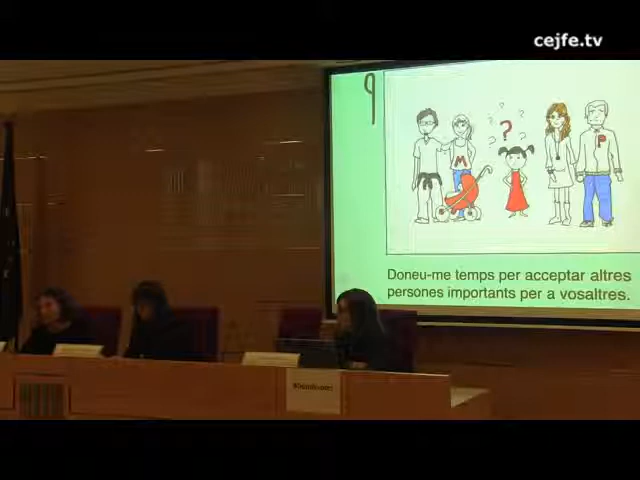 cejfe.tv
9
?
M
P
Doneu-me temps per acceptar altres
persones importants per a vosaltres.